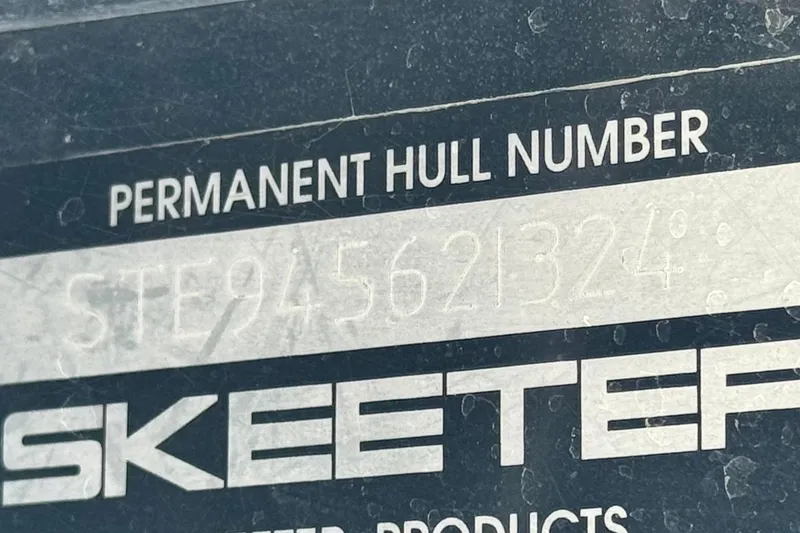 PERMANENT HULL NUMBER
STE94562I324
SKEETER
PRODUCTS